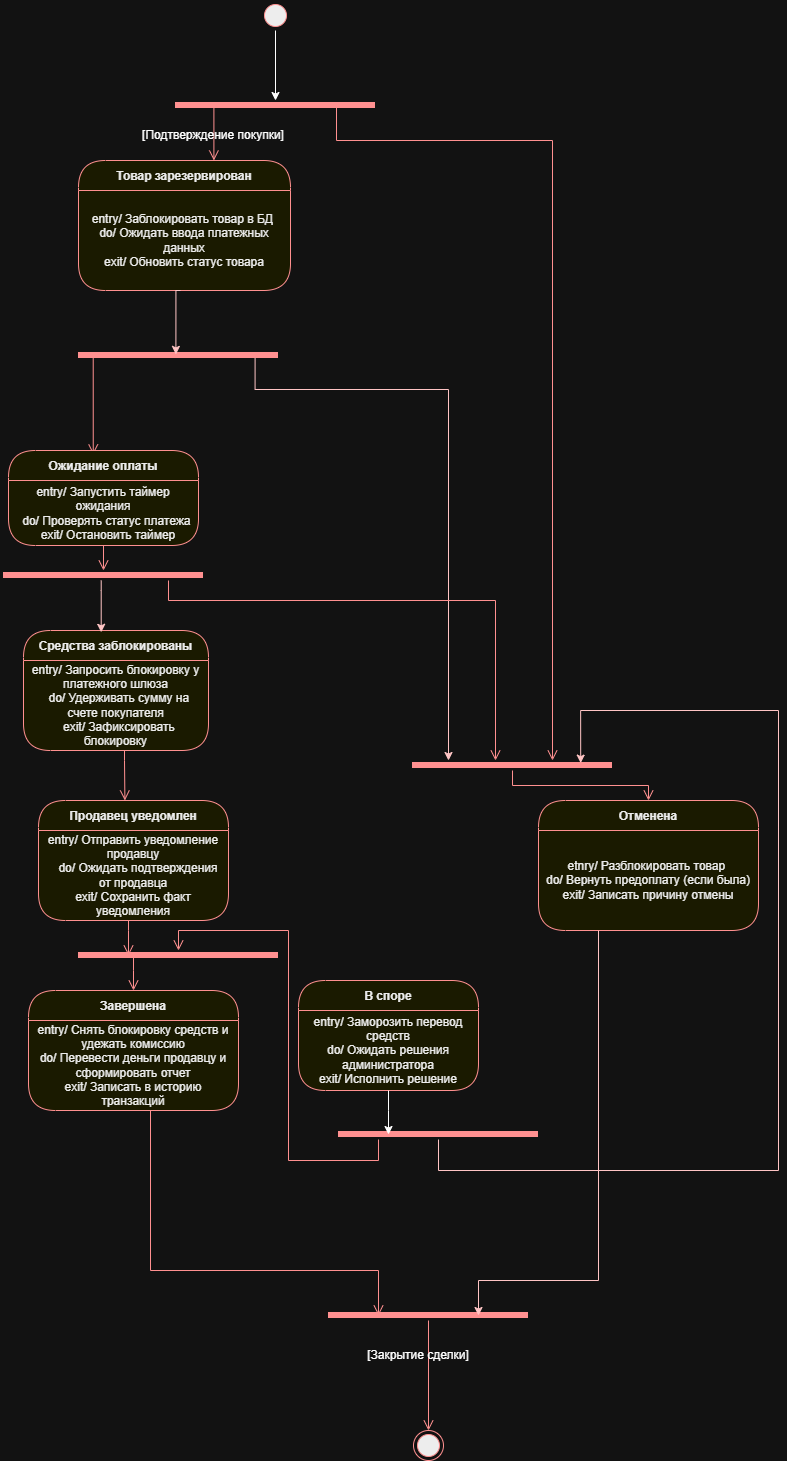 [Подтверждение покупки]
Товар зарезервирован
entry/ Заблокировать товар в БД
do/ Ожидать ввода платежных
данных
exit/ Обновить статус товара
Ожидание оплаты
entry/ Запустить таймер
ожидания
do/ Проверять статус платежа
exit/ Остановить таймер
Средства заблокированы
entry/ Запросить блокировку у
платежного шлюза
do/ Удерживать сумму на
счете покупателя
exit/ Зафиксировать
блокировку
Продавец уведомлен
entry/ Отправить уведомление
продавцу
do/ Ожидать подтверждения
от продавца
exit/ Сохранить факт
уведомления
Отменена
etnry/ Разблокировать товар
do/ Вернуть предоплату (если была)
exit/ Записать причину отмены
Завершена
entry/ Снять блокировку средств и
удежать комиссию
do/ Перевести деньги продавцу и
сформировать отчет
exit/ Записать в историю
транзакций
В споре
entry/ Заморозить перевод
средств
do/ Ожидать решения
администратора
exit/ Исполнить решение
[Закрытие сделки]